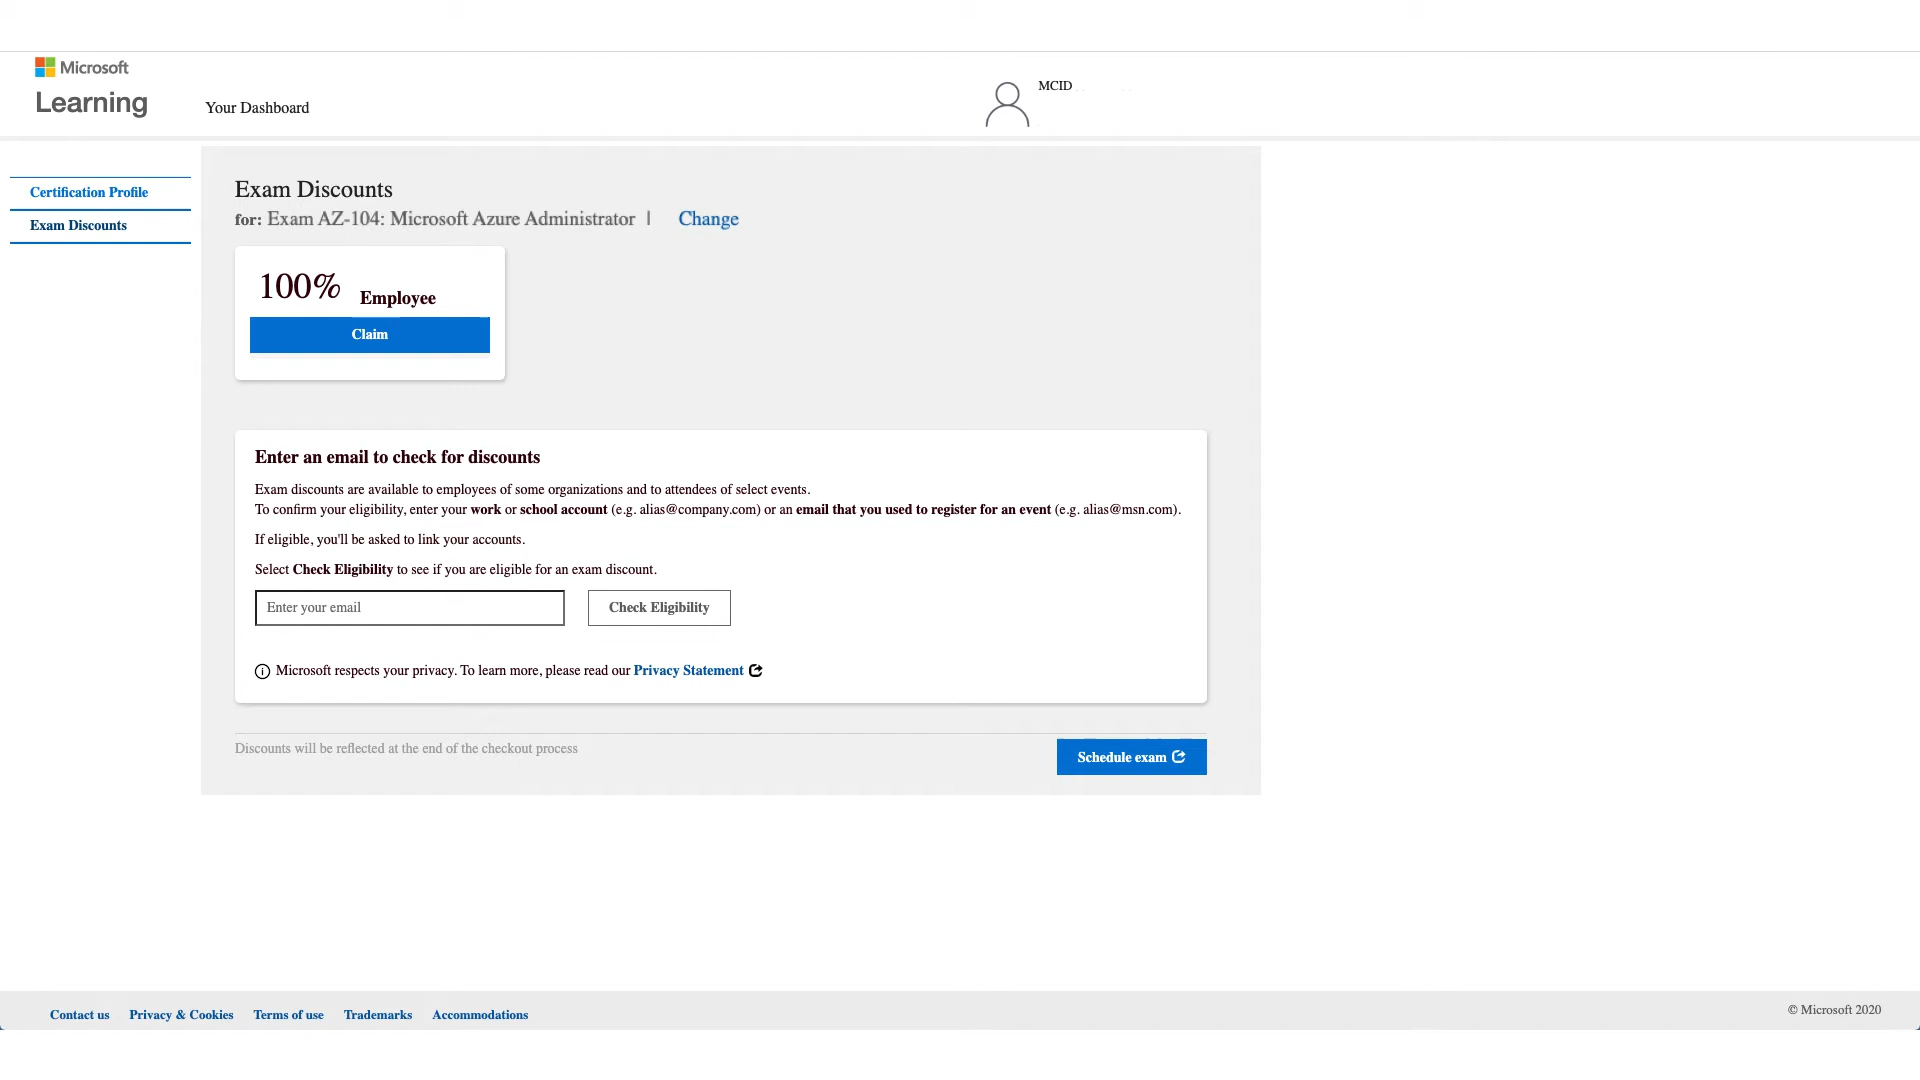 Microsoft
Learning
Your Dashboard
MCID
Certification Profile
Exam Discounts
Exam Discounts
for: Exam AZ-104: Microsoft Azure Administrator | Change
100% Employee
Claim
Enter an email to check for discounts
Exam discounts are available to employees of some organizations and to attendees of select events.
To confirm your eligibility, enter your work or school account (e.g. alias@company.com) or an email that you used to register for an event (e.g. alias@msn.com).
If eligible, you'll be asked to link your accounts.
Select Check Eligibility to see if you are eligible for an exam discount.
Enter your email
Check Eligibility
Microsoft respects your privacy. To learn more, please read our Privacy Statement
Discounts will be reflected at the end of the checkout process
Schedule exam
Contact us Privacy & Cookies Terms of use Trademarks Accommodations
© Microsoft 2020